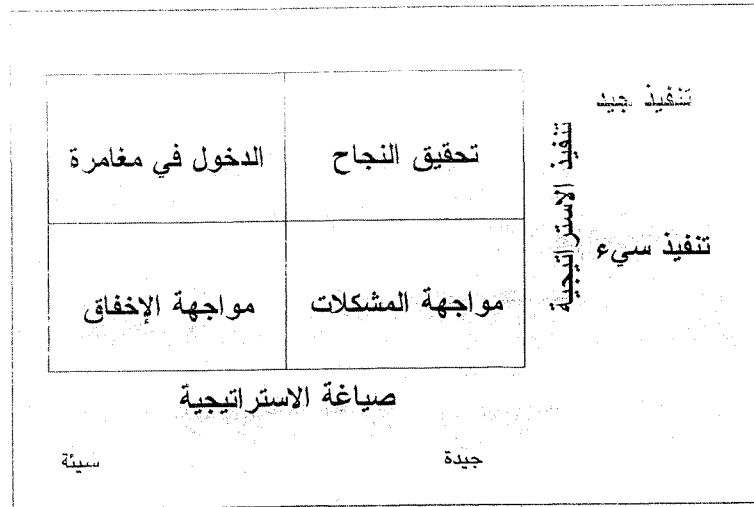 تنفيذ جيد
تحقيق النجاح
الدخول في مغامرة
تنفيذ الاستراتيجية
تنفيذ سيء
مواجهة المشكلات
مواجهة الإخفاق
صياغة الاستراتيجية
جيدة
سيئة